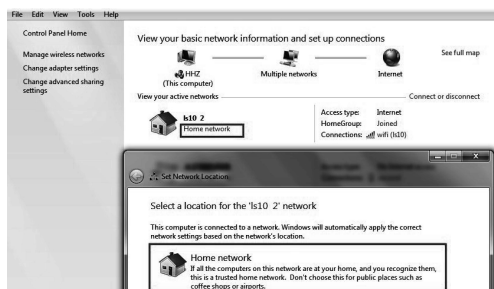 File Edit View Tools Help
Control Panel Home
Manage wireless networks
Change adapter settings
Change advanced sharing
settings
View your basic network information and set up connections
See full map
HHZ
(This computer)
Multiple networks
Internet
View your active networks
Connect or disconnect
ls10 2
Home network
Access type: Internet
HomeGroup: Joined
Connections: wifi (ls10)
Set Network Location
Select a location for the 'ls10 2' network
This computer is connected to a network. Windows will automatically apply the correct
network settings based on the network's location.
Home network
If all the computers on this network are at your home, and you recognize them,
this is a trusted home network. Don't choose this for public places such as
coffee shops or airports.